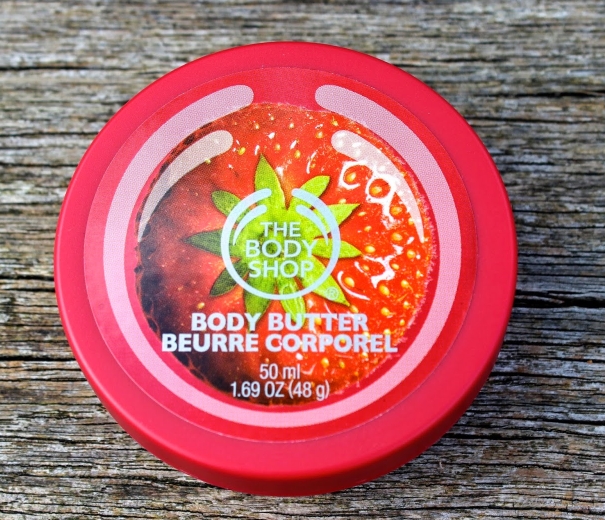 THE
BODY
SHOP
BODY BUTTER
BEURRE CORPOREL
50 ml
1.69 OZ (48 g)